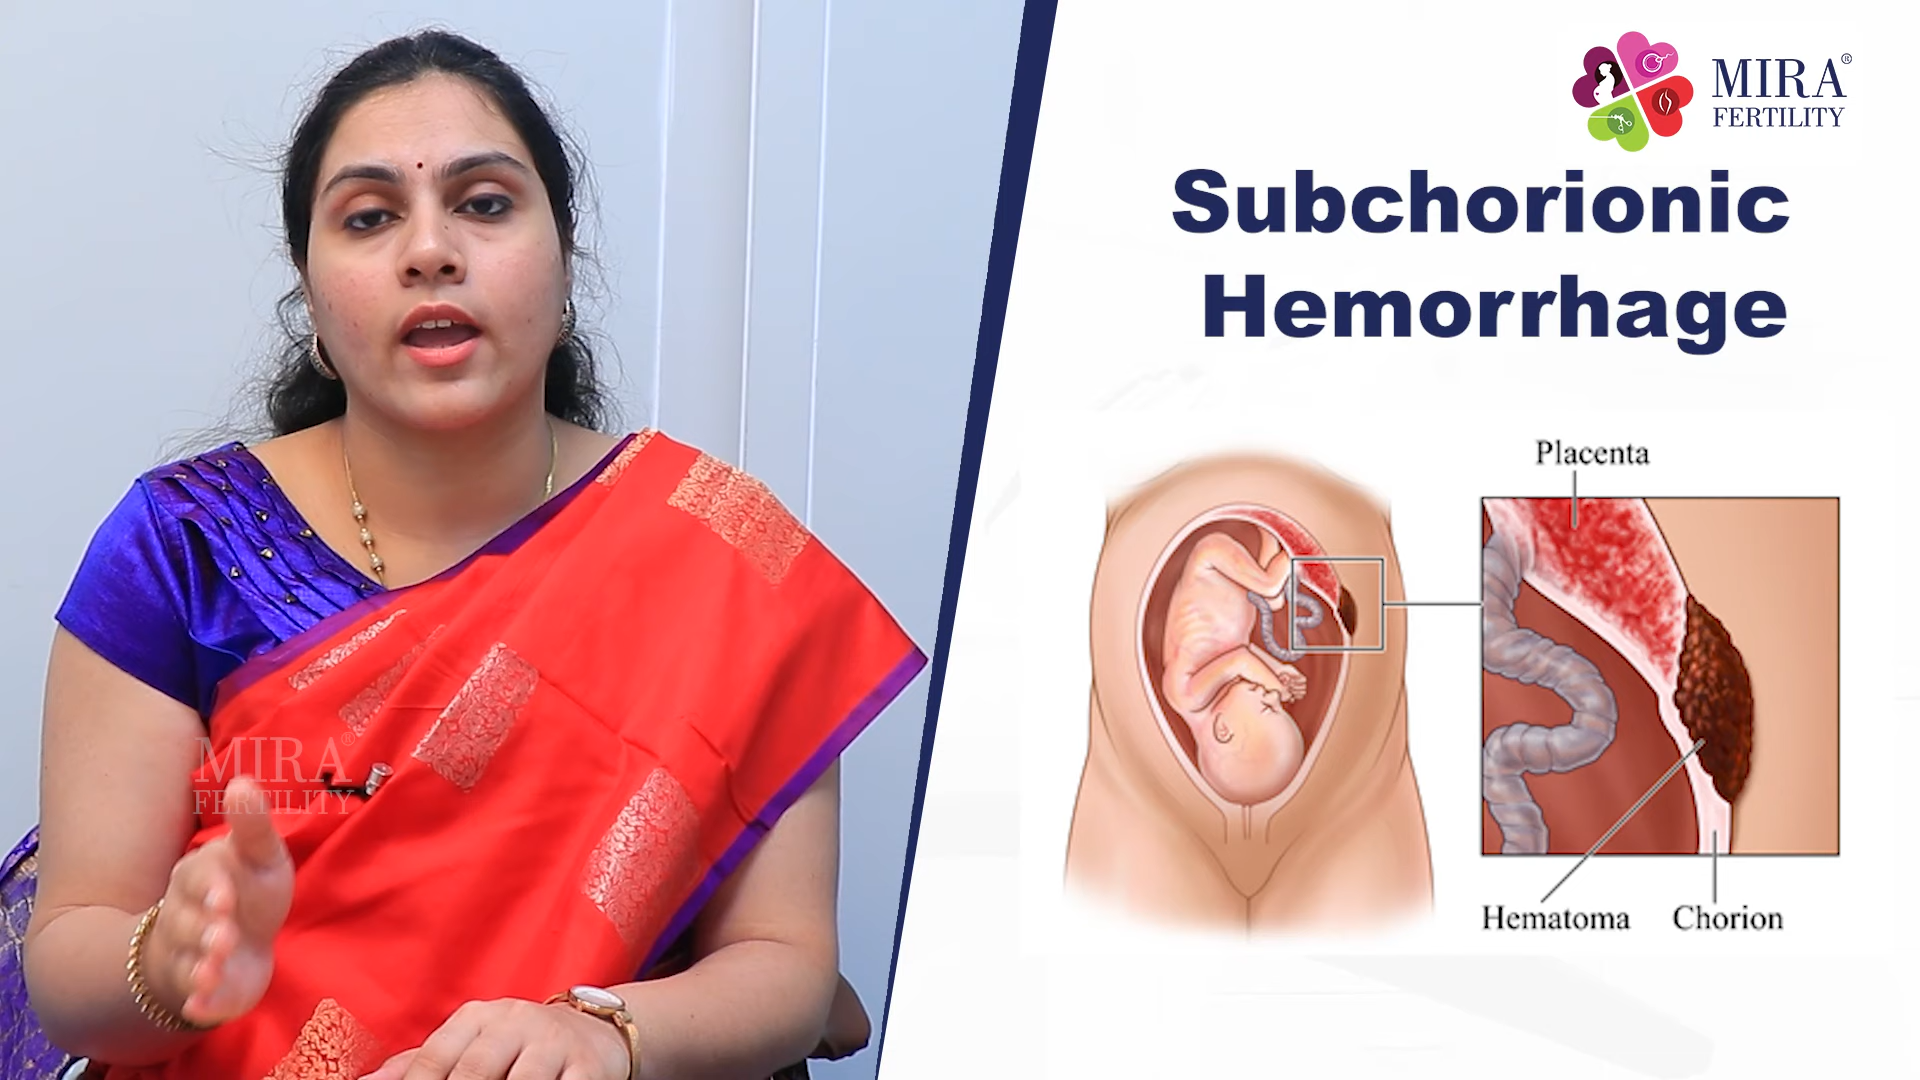 MIRA®
FERTILITY
Subchorionic
Hemorrhage
Placenta
Hematoma
Chorion
MIRA®
FERTILITY